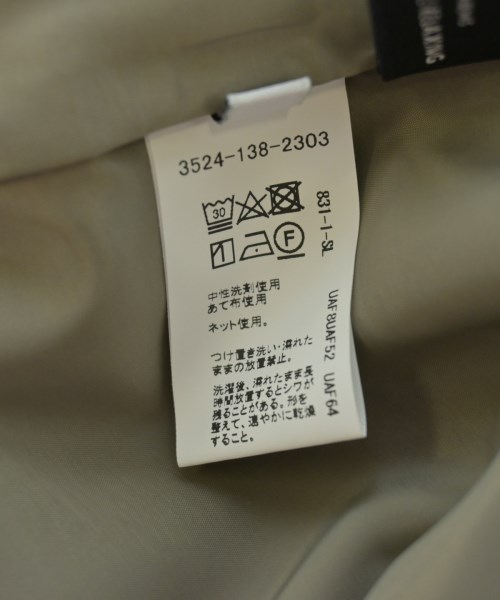 3524-138-2303
30
F
831-I-SL
中性洗剤使用
あて布使用
ネット使用。
つけ置き洗い・濡れた
ままの放置禁止。
洗濯後、濡れたまま長
時間放置するとシワが
残ることがある。形を
整えて、速やかに乾燥
すること。
UAF8UAF52 UAF64